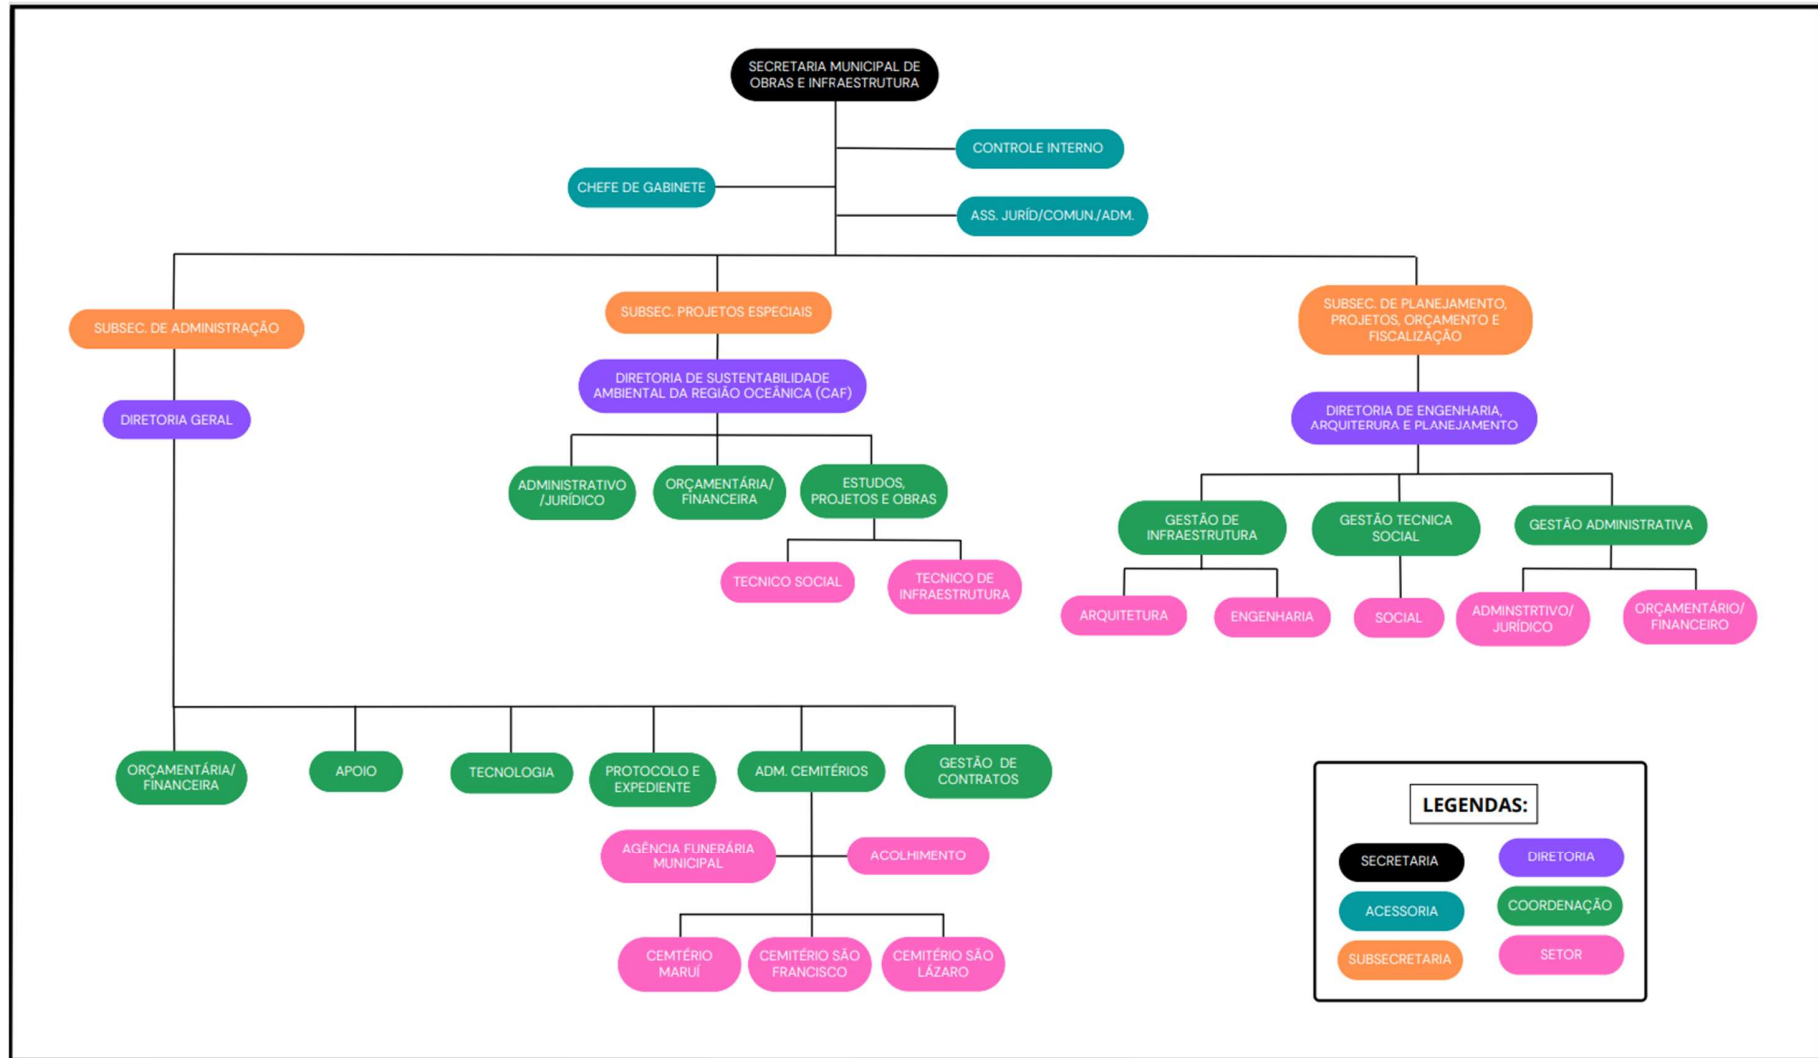 SECRETARIA MUNICIPAL DE
OBRAS E INFRAESTRUTURA
CONTROLE INTERNO
CHEFE DE GABINETE
ASS. JURÍD/COMUN./ADM.
SUBSEC. DE ADMINISTRAÇÃO
SUBSEC. PROJETOS ESPECIAIS
SUBSEC. DE PLANEJAMENTO,
PROJETOS, ORÇAMENTO E
FISCALIZAÇÃO
DIRETORIA GERAL
DIRETORIA DE SUSTENTABILIDADE
AMBIENTAL DA REGIÃO OCEÂNICA (CAF)
DIRETORIA DE ENGENHARIA,
ARQUITERURA E PLANEJAMENTO
ADMINISTRATIVO
/JURÍDICO
ORÇAMENTÁRIA/
FINANCEIRA
ESTUDOS,
PROJETOS E OBRAS
GESTÃO DE
INFRAESTRUTURA
GESTÃO TECNICA
SOCIAL
GESTÃO ADMINISTRATIVA
TECNICO SOCIAL
TECNICO DE
INFRAESTRUTURA
ARQUITETURA
ENGENHARIA
SOCIAL
ADMINSTRTIVO/
JURÍDICO
ORÇAMENTÁRIO/
FINANCEIRO
ORÇAMENTÁRIA/
FINANCEIRA
APOIO
TECNOLOGIA
PROTOCOLO E
EXPEDIENTE
ADM. CEMITÉRIOS
GESTÃO DE
CONTRATOS
AGÊNCIA FUNERÁRIA
MUNICIPAL
ACOLHIMENTO
CEMTÉRIO
MARUÍ
CEMITÉRIO SÃO
FRANCISCO
CEMITÉRIO SÃO
LÁZARO
LEGENDAS:
SECRETARIA
DIRETORIA
ACESSORIA
COORDENAÇÃO
SUBSECRETARIA
SETOR